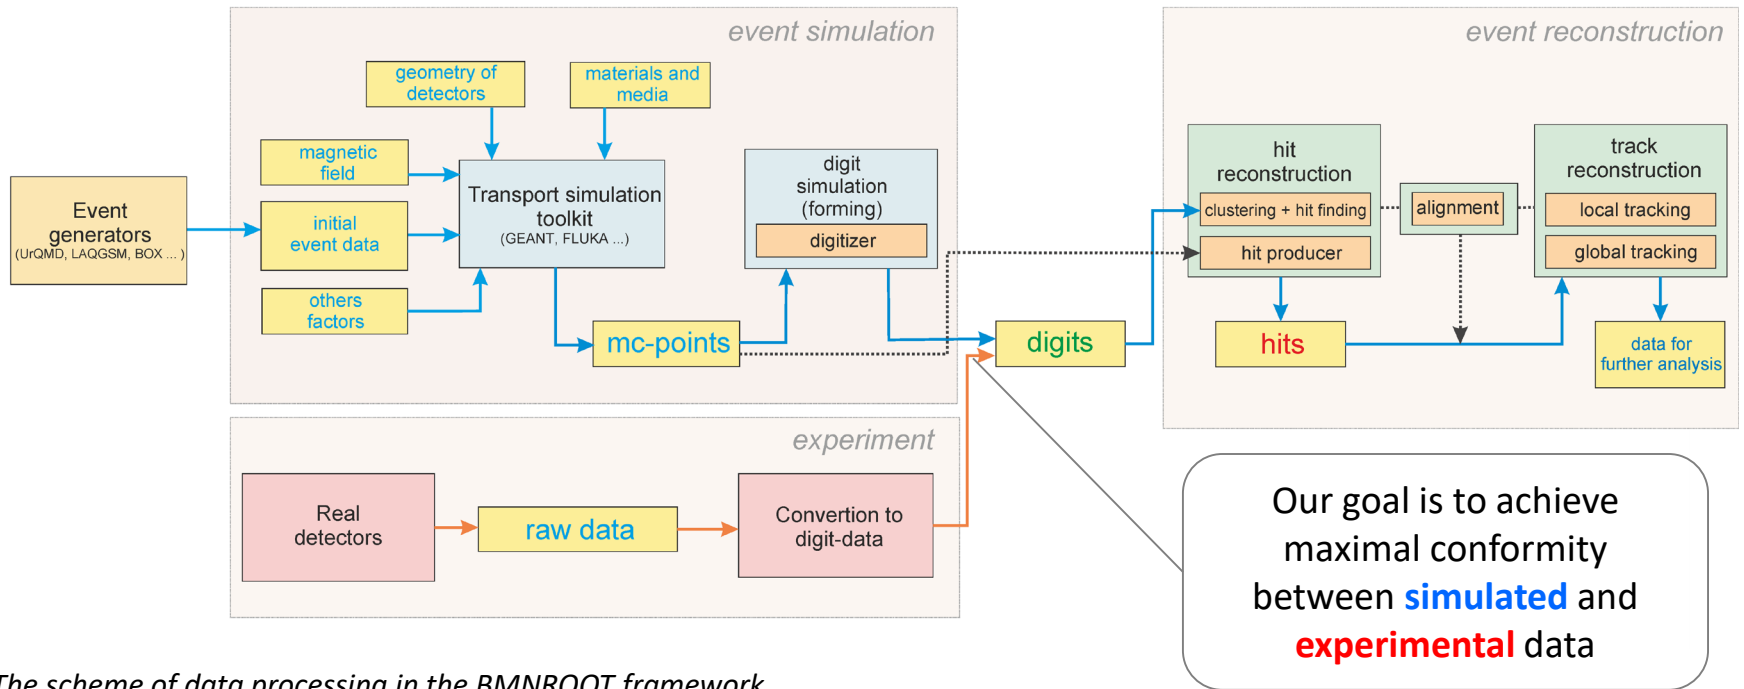 event simulation
event reconstruction
geometry of
detectors
materials and
media
magnetic
field
initial
event data
others
factors
Event
generators
(UrQMD, LAQGSM, BOX ... )
Transport simulation
toolkit
(GEANT, FLUKA ...)
digit
simulation
(forming)
digitizer
mc-points
digits
hit
reconstruction
clustering + hit finding
hit producer
alignment
track
reconstruction
local tracking
global tracking
hits
data for
further analysis
experiment
Real
detectors
raw data
Convertion to
digit-data
Our goal is to achieve
maximal conformity
between simulated and
experimental data
The scheme of data processing in the BMNROOT framework